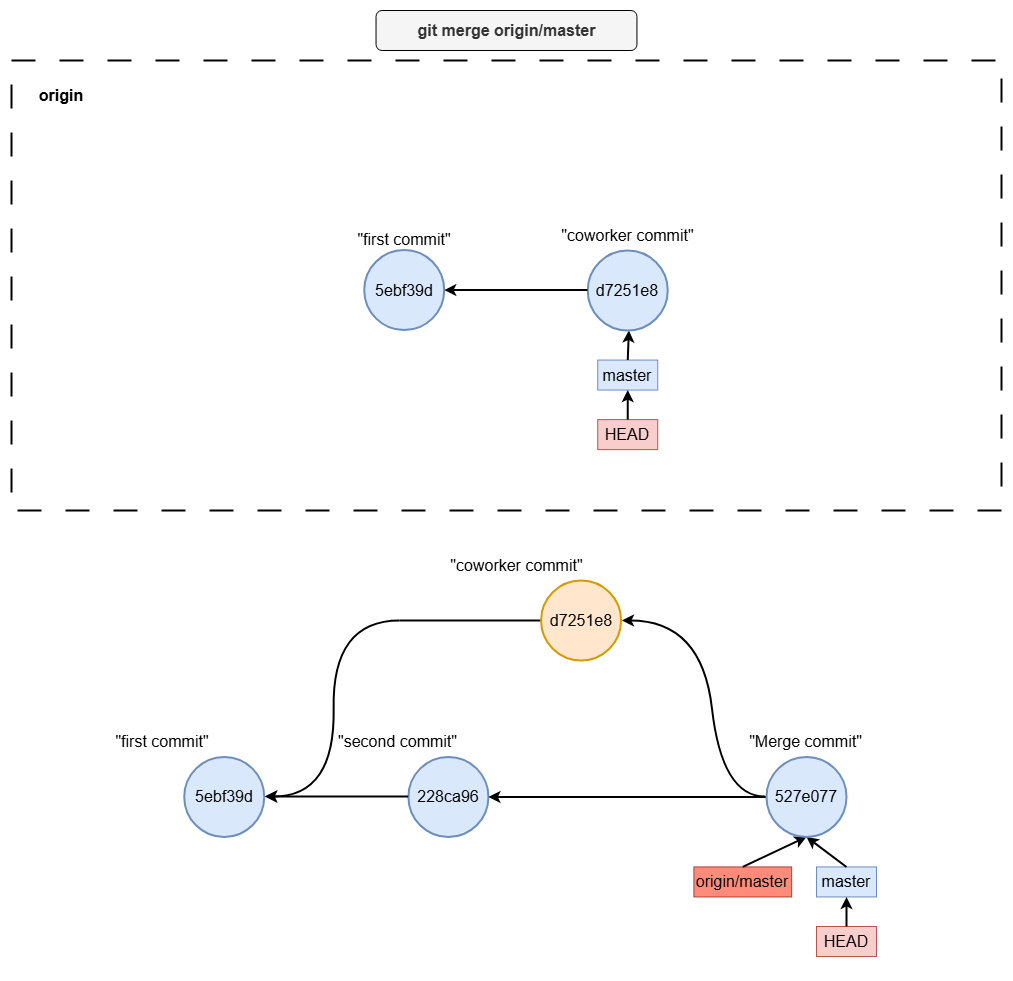 git merge origin/master
origin
"first commit"
"coworker commit"
5ebf39d
d7251e8
master
HEAD
"coworker commit"
d7251e8
"first commit"
"second commit"
"Merge commit"
5ebf39d
228ca96
527e077
origin/master
master
HEAD